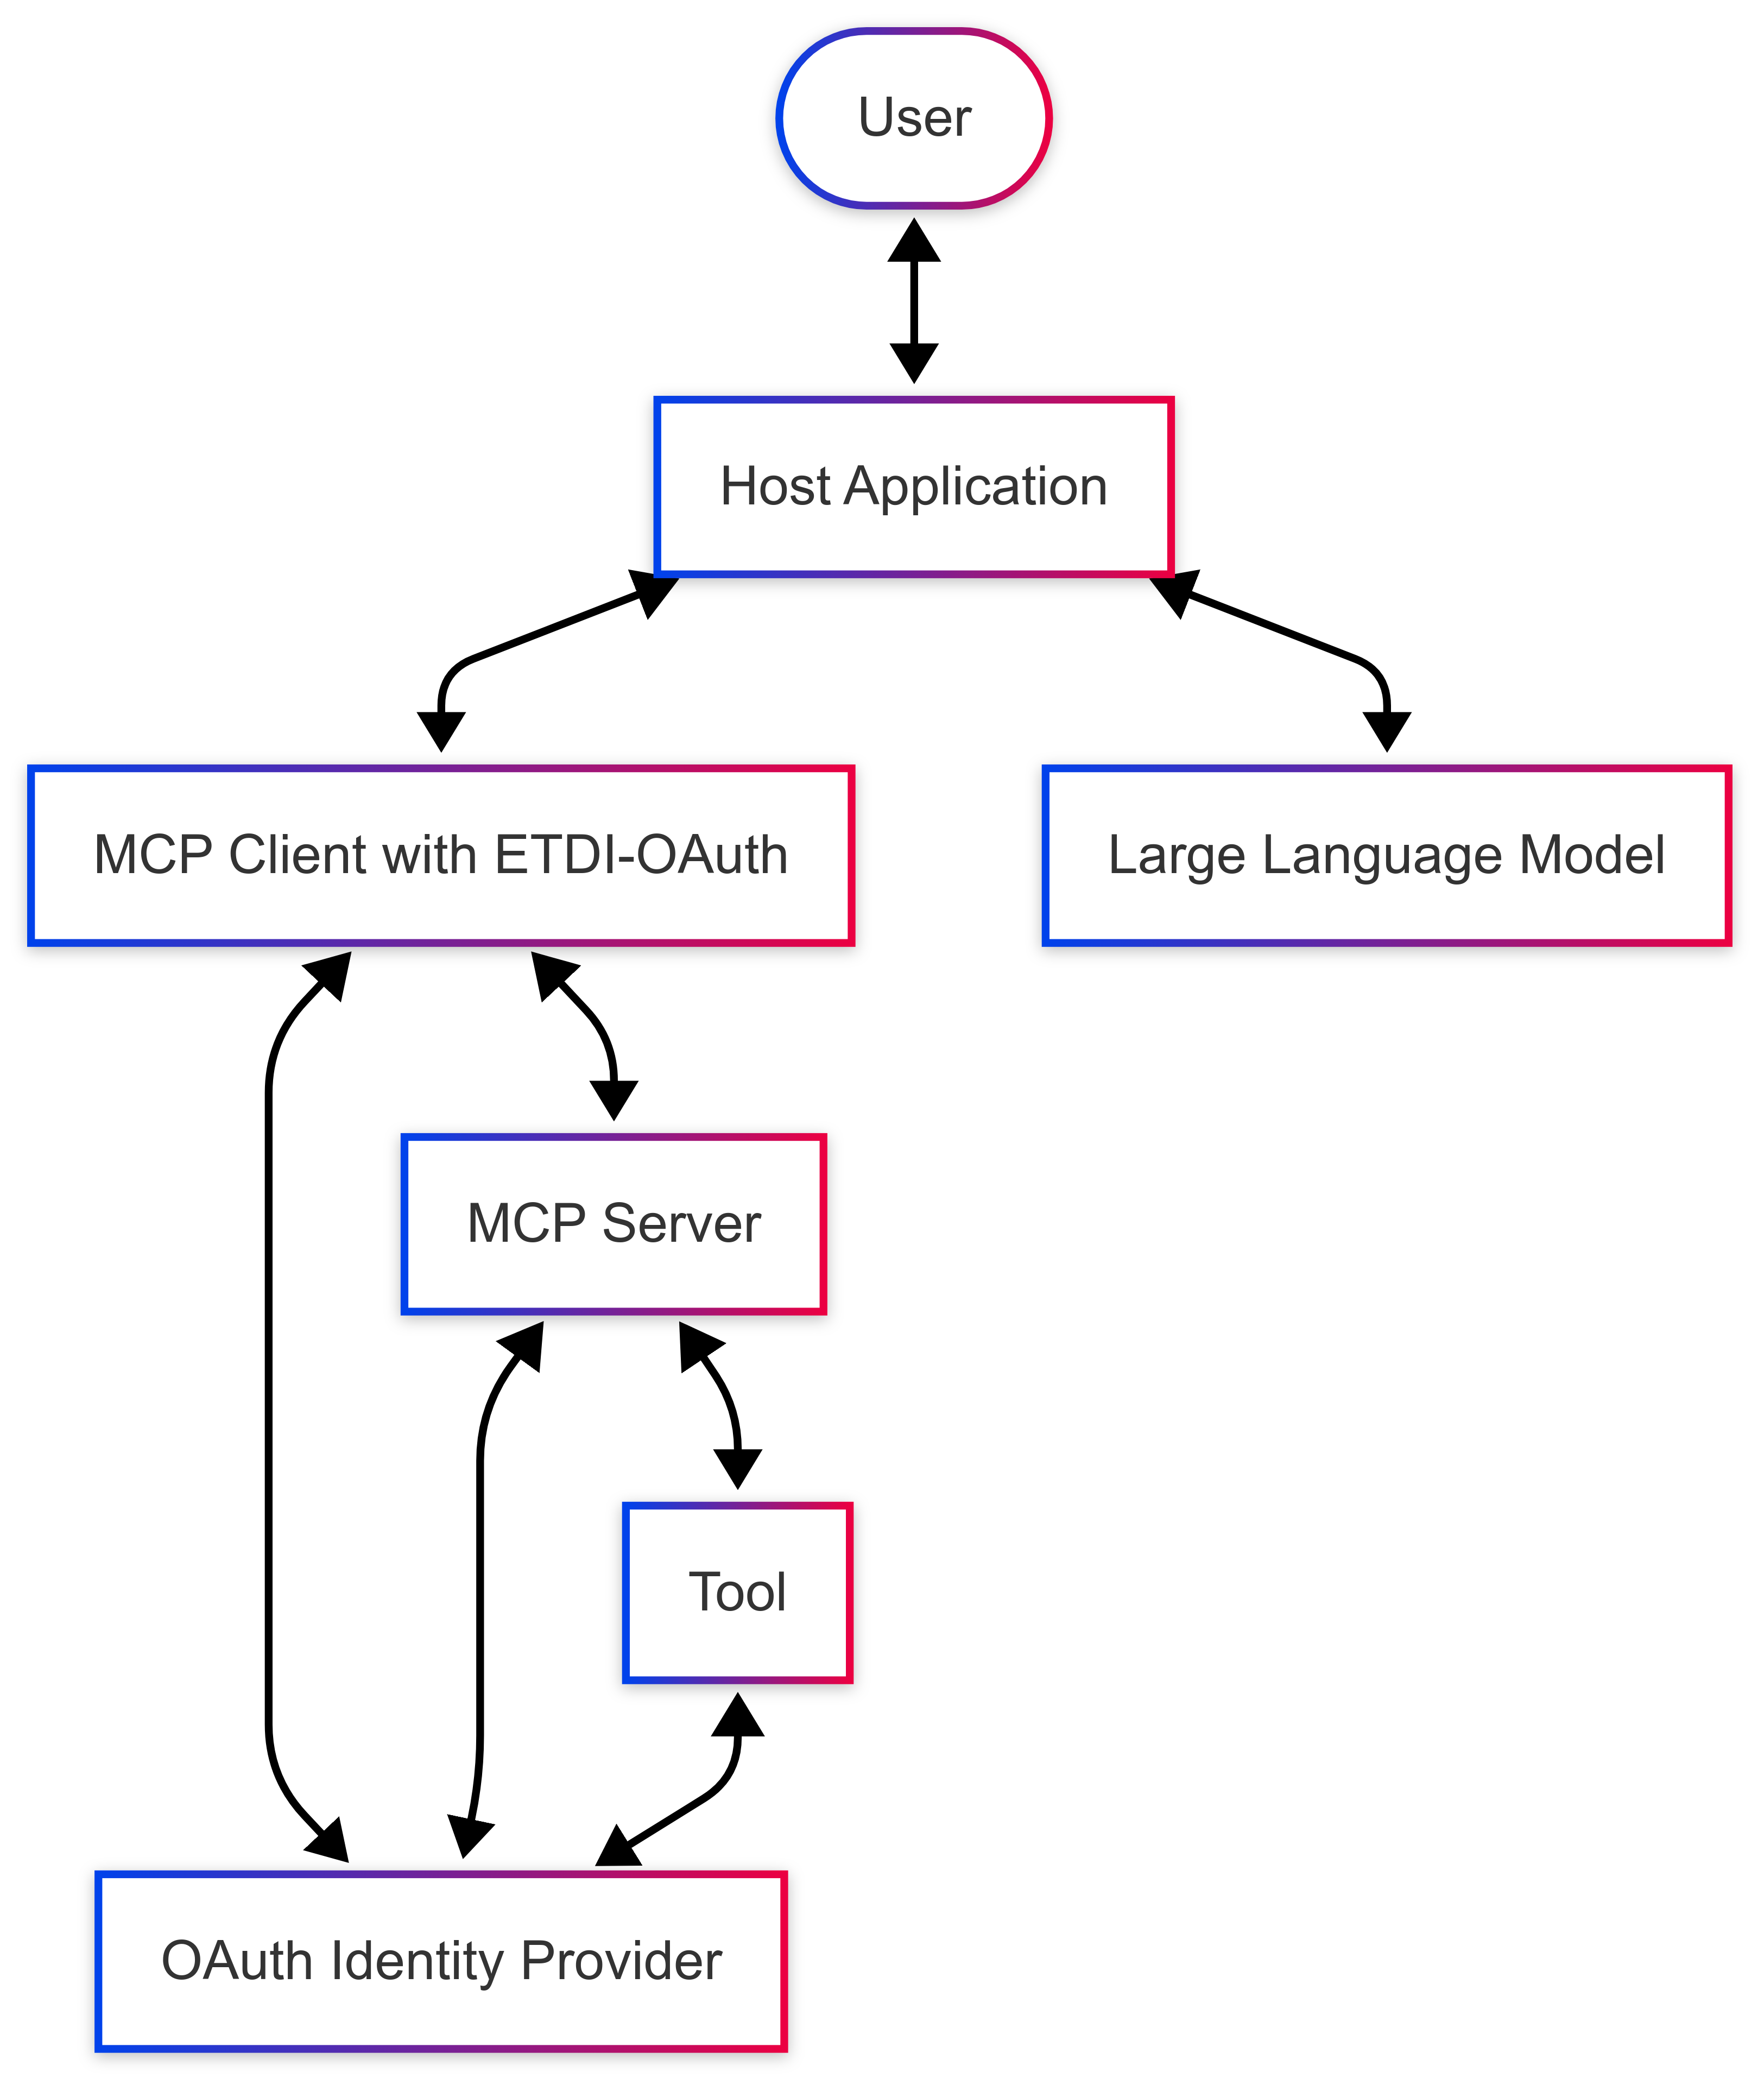 User
Host Application
MCP Client with ETDI-OAuth
Large Language Model
MCP Server
Tool
OAuth Identity Provider